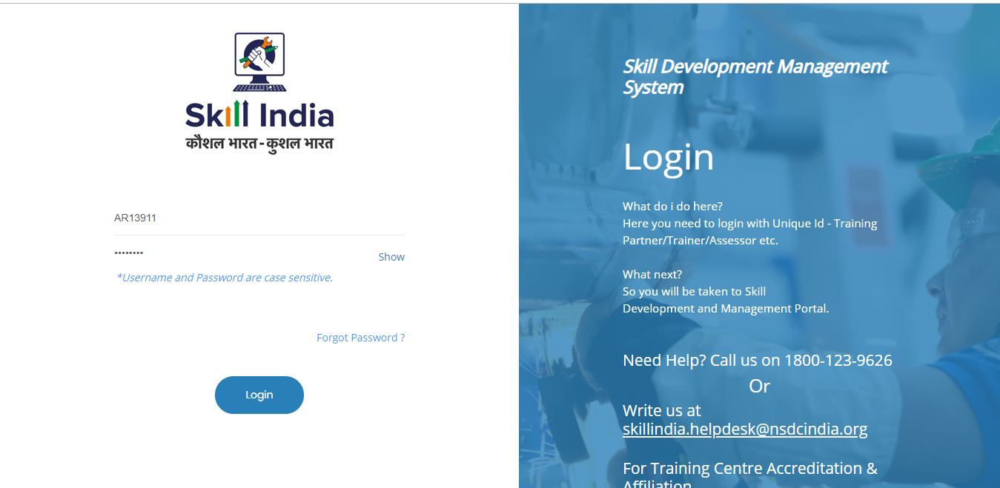 Skill India
कौशल भारत - कुशल भारत
AR13911
••••••••
Show
*Username and Password are case sensitive.
Forgot Password ?
Login
Skill Development Management
System
Login
What do i do here?
Here you need to login with Unique Id - Training
Partner/Trainer/Assessor etc.
What next?
So you will be taken to Skill
Development and Management Portal.
Need Help? Call us on 1800-123-9626
Or
Write us at
skillindia.helpdesk@nsdcindia.org
For Training Centre Accreditation &
Affiliation